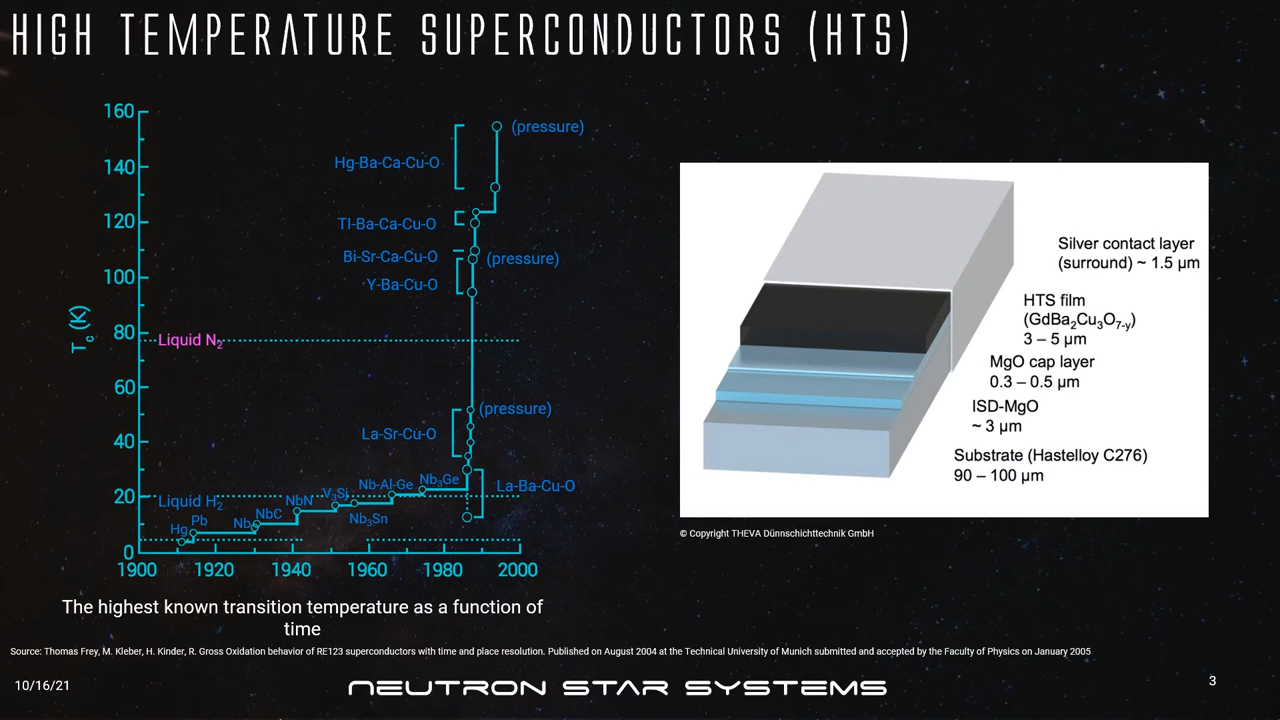 HIGH TEMPERATURE SUPERCONDUCTORS (HTS)
160
140
120
100
80
60
40
20
0
T_c (K)
1900
1920
1940
1960
1980
2000
(pressure)
Hg-Ba-Ca-Cu-O
Tl-Ba-Ca-Cu-O
Bi-Sr-Ca-Cu-O
(pressure)
Y-Ba-Cu-O
Liquid N₂
(pressure)
La-Sr-Cu-O
La-Ba-Cu-O
Liquid H₂
Hg
Pb
Nb
NbC
NbN
V₃Si
Nb₃Sn
Nb-Al-Ge
Nb₃Ge
The highest known transition temperature as a function of
time
Silver contact layer
(surround) ~ 1.5 µm
HTS film
(GdBa₂Cu₃O₇₋ᵧ)
3 – 5 µm
MgO cap layer
0.3 – 0.5 µm
ISD-MgO
~ 3 µm
Substrate (Hastelloy C276)
90 – 100 µm
© Copyright THEVA Dünnschichttechnik GmbH
Source: Thomas Frey, M. Kleber, H. Kinder, R. Gross Oxidation behavior of RE123 superconductors with time and place resolution. Published on August 2004 at the Technical University of Munich submitted and accepted by the Faculty of Physics on January 2005
10/16/21
NEUTRON STAR SYSTEMS
3